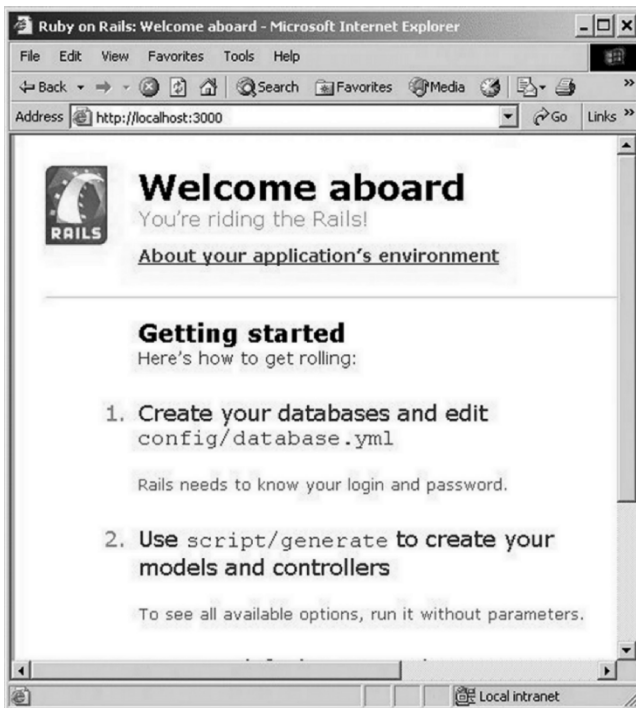 Ruby on Rails: Welcome aboard - Microsoft Internet Explorer
File Edit View Favorites Tools Help
Back Search Favorites Media »
Address http://localhost:3000 Go Links »
RAILS
Welcome aboard
You're riding the Rails!
About your application's environment
Getting started
Here's how to get rolling:
1. Create your databases and edit
config/database.yml
Rails needs to know your login and password.
2. Use script/generate to create your
models and controllers
To see all available options, run it without parameters.
Local intranet